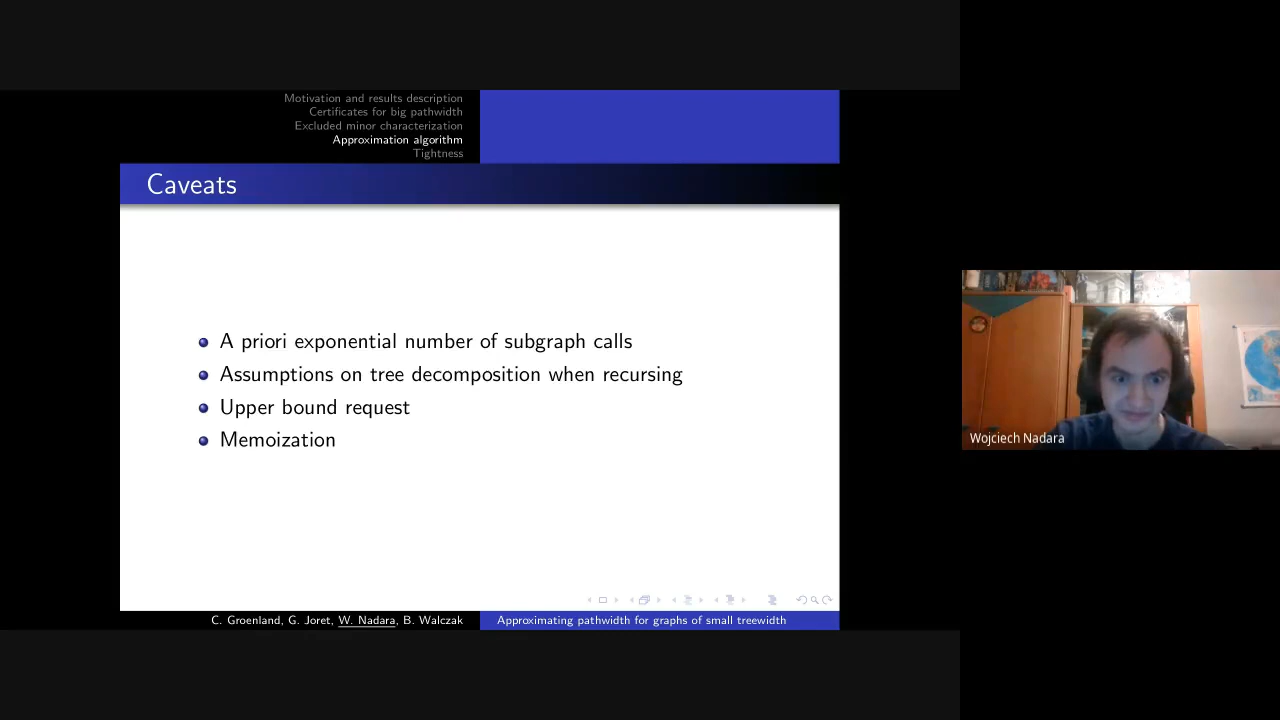 Motivation and results description
Certificates for big pathwidth
Excluded minor characterization
Approximation algorithm
Tightness
Caveats
A priori exponential number of subgraph calls
Assumptions on tree decomposition when recursing
Upper bound request
Memoization
Wojciech Nadara
C. Groenland, G. Joret, W. Nadara, B. Walczak
Approximating pathwidth for graphs of small treewidth